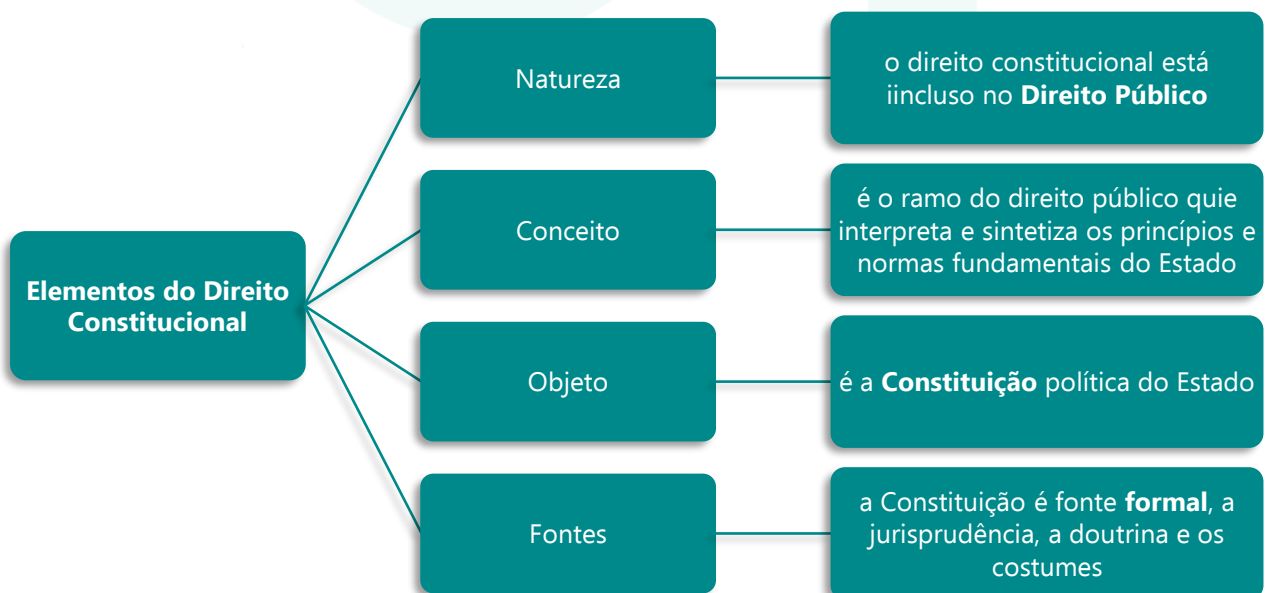 Elementos do Direito
Constitucional
Natureza
o direito constitucional está
iincluso no Direito Público
Conceito
é o ramo do direito público quie
interpreta e sintetiza os princípios e
normas fundamentais do Estado
Objeto
é a Constituição política do Estado
Fontes
a Constituição é fonte formal, a
jurisprudência, a doutrina e os
costumes